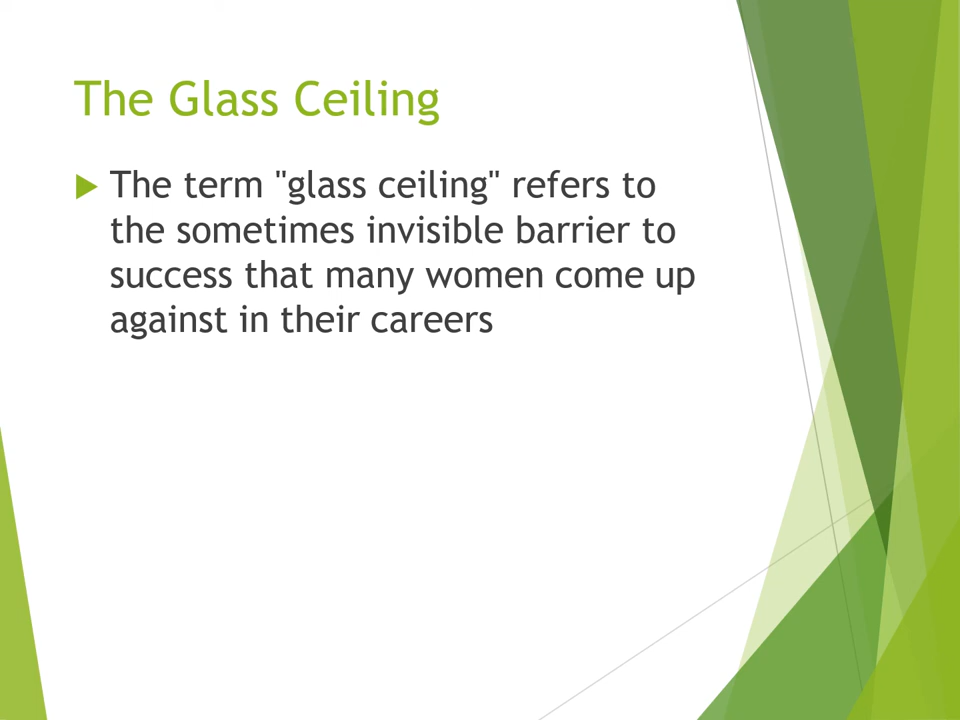 The Glass Ceiling
The term "glass ceiling" refers to
the sometimes invisible barrier to
success that many women come up
against in their careers